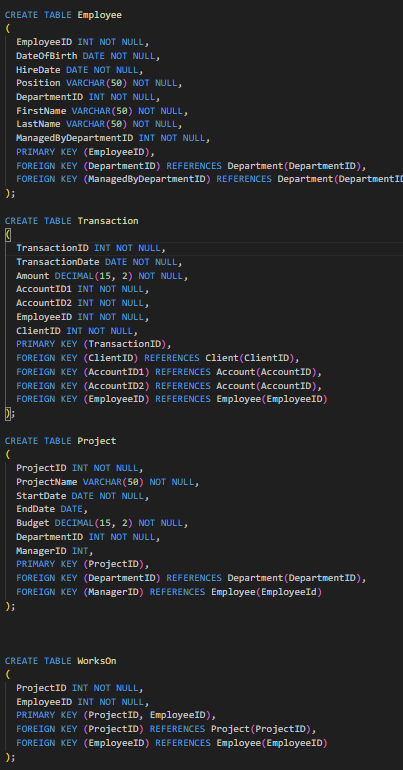 CREATE TABLE Employee
(
EmployeeID INT NOT NULL,
DateOfBirth DATE NOT NULL,
HireDate DATE NOT NULL,
Position VARCHAR(50) NOT NULL,
DepartmentID INT NOT NULL,
FirstName VARCHAR(50) NOT NULL,
LastName VARCHAR(50) NOT NULL,
ManagedByDepartmentID INT NOT NULL,
PRIMARY KEY (EmployeeID),
FOREIGN KEY (DepartmentID) REFERENCES Department(DepartmentID),
FOREIGN KEY (ManagedByDepartmentID) REFERENCES Department(DepartmentID
);
CREATE TABLE Transaction
(
TransactionID INT NOT NULL,
TransactionDate DATE NOT NULL,
Amount DECIMAL(15, 2) NOT NULL,
AccountID1 INT NOT NULL,
AccountID2 INT NOT NULL,
EmployeeID INT NOT NULL,
ClientID INT NOT NULL,
PRIMARY KEY (TransactionID),
FOREIGN KEY (ClientID) REFERENCES Client(ClientID),
FOREIGN KEY (AccountID1) REFERENCES Account(AccountID),
FOREIGN KEY (AccountID2) REFERENCES Account(AccountID),
FOREIGN KEY (EmployeeID) REFERENCES Employee(EmployeeID)
);
CREATE TABLE Project
(
ProjectID INT NOT NULL,
ProjectName VARCHAR(50) NOT NULL,
StartDate DATE NOT NULL,
EndDate DATE,
Budget DECIMAL(15, 2) NOT NULL,
DepartmentID INT NOT NULL,
ManagerID INT,
PRIMARY KEY (ProjectID),
FOREIGN KEY (DepartmentID) REFERENCES Department(DepartmentID),
FOREIGN KEY (ManagerID) REFERENCES Employee(EmployeeId)
);
CREATE TABLE WorksOn
(
ProjectID INT NOT NULL,
EmployeeID INT NOT NULL,
PRIMARY KEY (ProjectID, EmployeeID),
FOREIGN KEY (ProjectID) REFERENCES Project(ProjectID),
FOREIGN KEY (EmployeeID) REFERENCES Employee(EmployeeID)
);